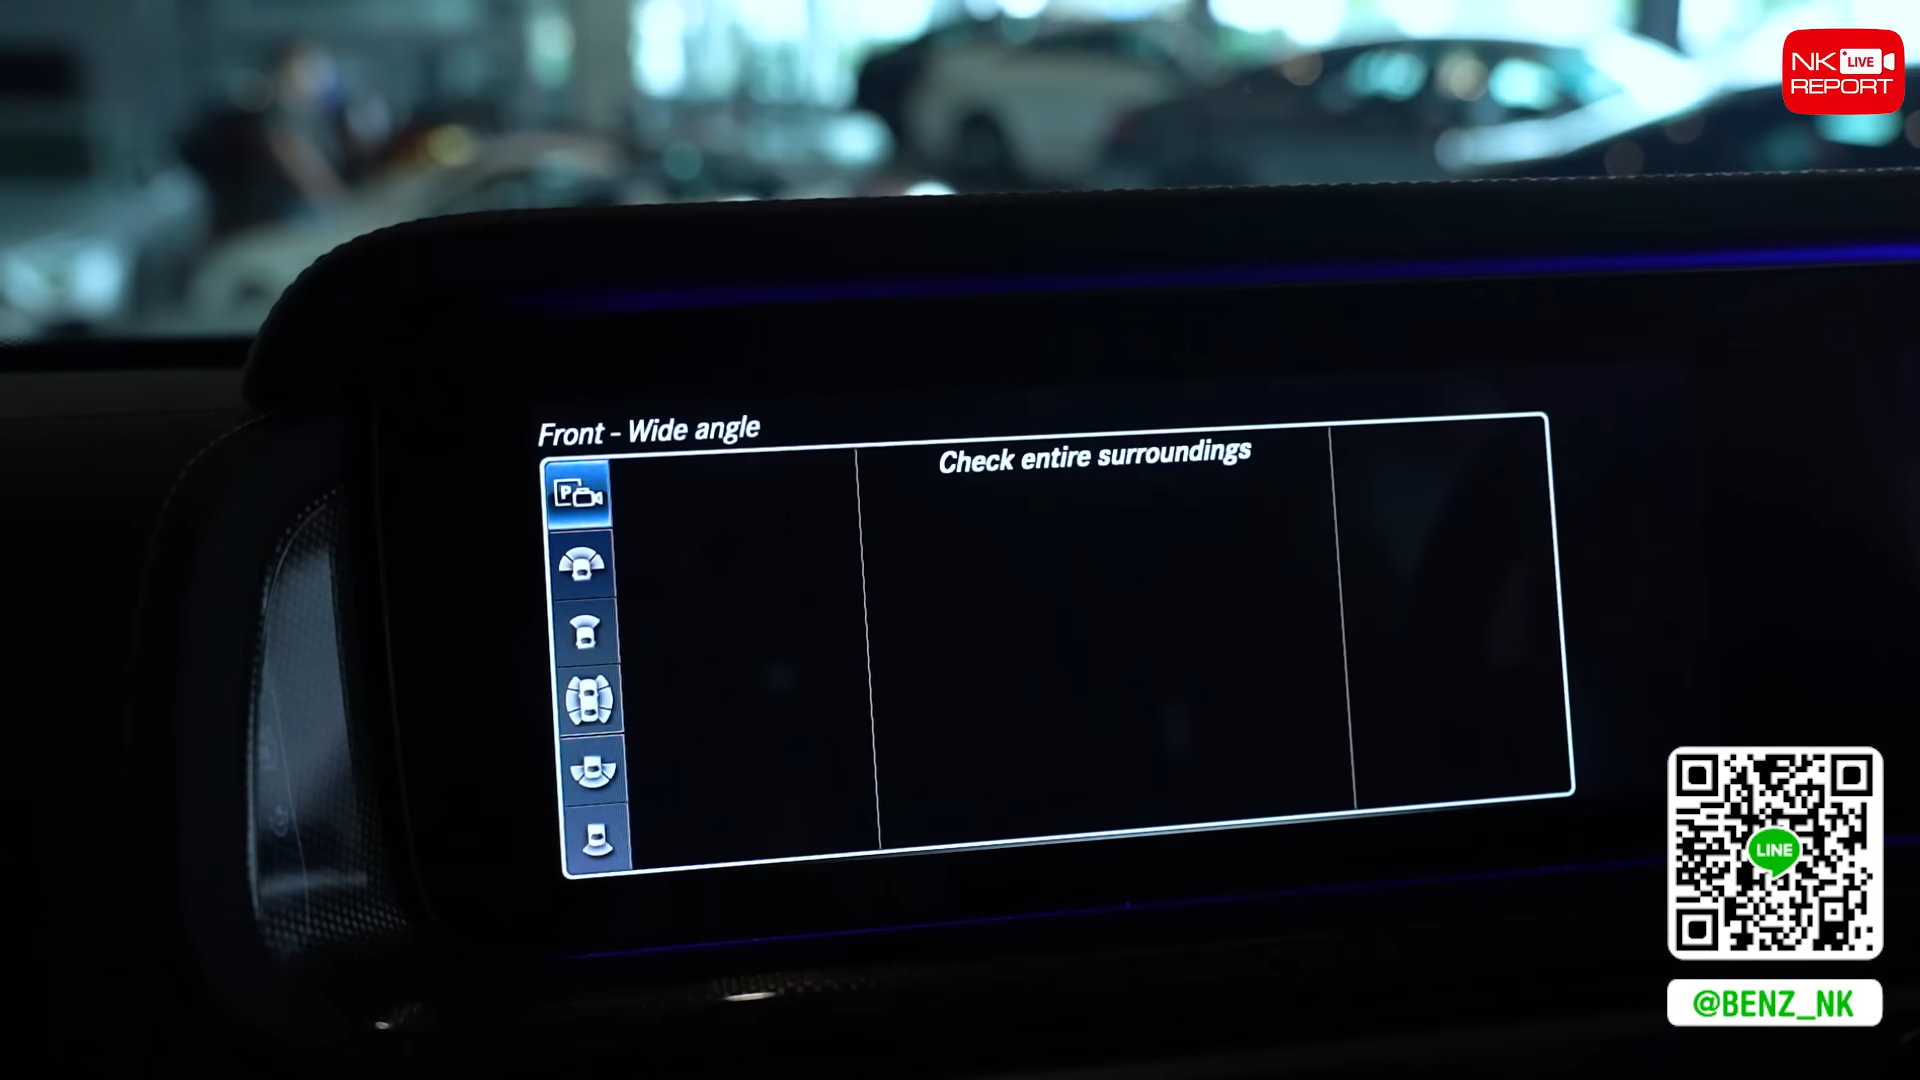 NK LIVE
REPORT
Front - Wide angle
Check entire surroundings
P
LINE
@BENZ_NK